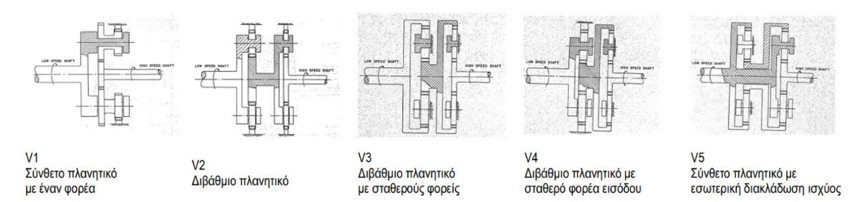 LOW SPEED SHAFT
HIGH SPEED SHAFT
LOW SPEED SHAFT
HIGH SPEED SHAFT
LOW SPEED SHAFT
HIGH SPEED SHAFT
LOW SPEED SHAFT
HIGH SPEED SHAFT
LOW SPEED SHAFT
HIGH SPEED SHAFT
V1
Σύνθετο πλανητικό
με έναν φορέα
V2
Διβάθμιο πλανητικό
V3
Διβάθμιο πλανητικό
με σταθερούς φορείς
V4
Διβάθμιο πλανητικό με
σταθερό φορέα εισόδου
V5
Σύνθετο πλανητικό με
εσωτερική διακλάδωση ισχύος